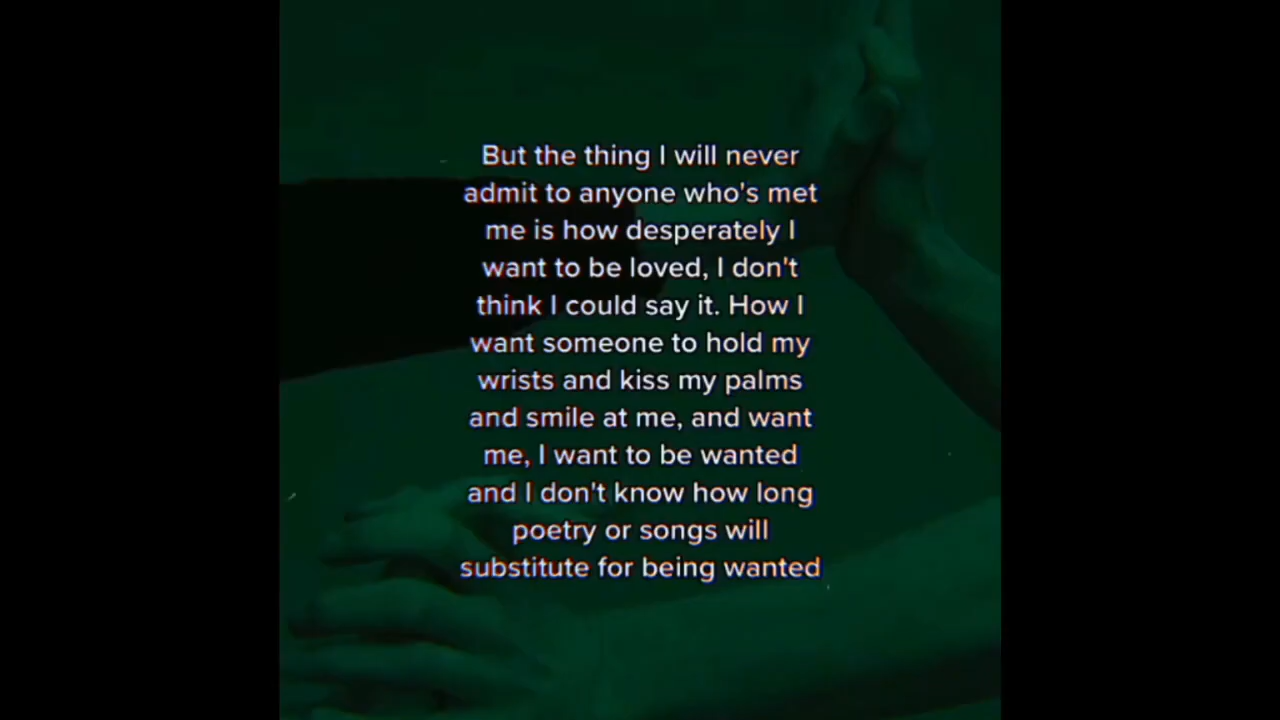 But the thing I will never
admit to anyone who's met
me is how desperately I
want to be loved, I don't
think I could say it. How I
want someone to hold my
wrists and kiss my palms
and smile at me, and want
me, I want to be wanted
and I don't know how long
poetry or songs will
substitute for being wanted